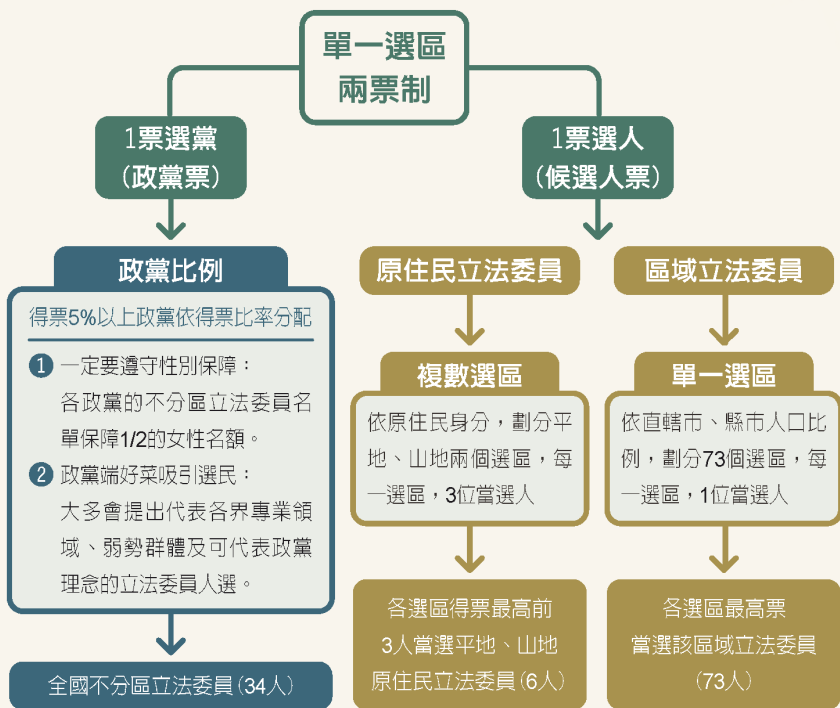 單一選區
兩票制
1票選黨
(政黨票)
1票選人
(候選人票)
政黨比例
得票5%以上政黨依得票比率分配
1 一定要遵守性別保障：
各政黨的不分區立法委員名
單保障1/2的女性名額。
2 政黨端好菜吸引選民：
大多會提出代表各界專業領
域、弱勢群體及可代表政黨
理念的立法委員人選。
全國不分區立法委員(34人)
原住民立法委員
複數選區
依原住民身分，劃分平
地、山地兩個選區，每
一選區，3位當選人
各選區得票最高前
3人當選平地、山地
原住民立法委員(6人)
區域立法委員
單一選區
依直轄市、縣市人口比
例，劃分73個選區，每
一選區，1位當選人
各選區最高票
當選該區域立法委員
(73人)